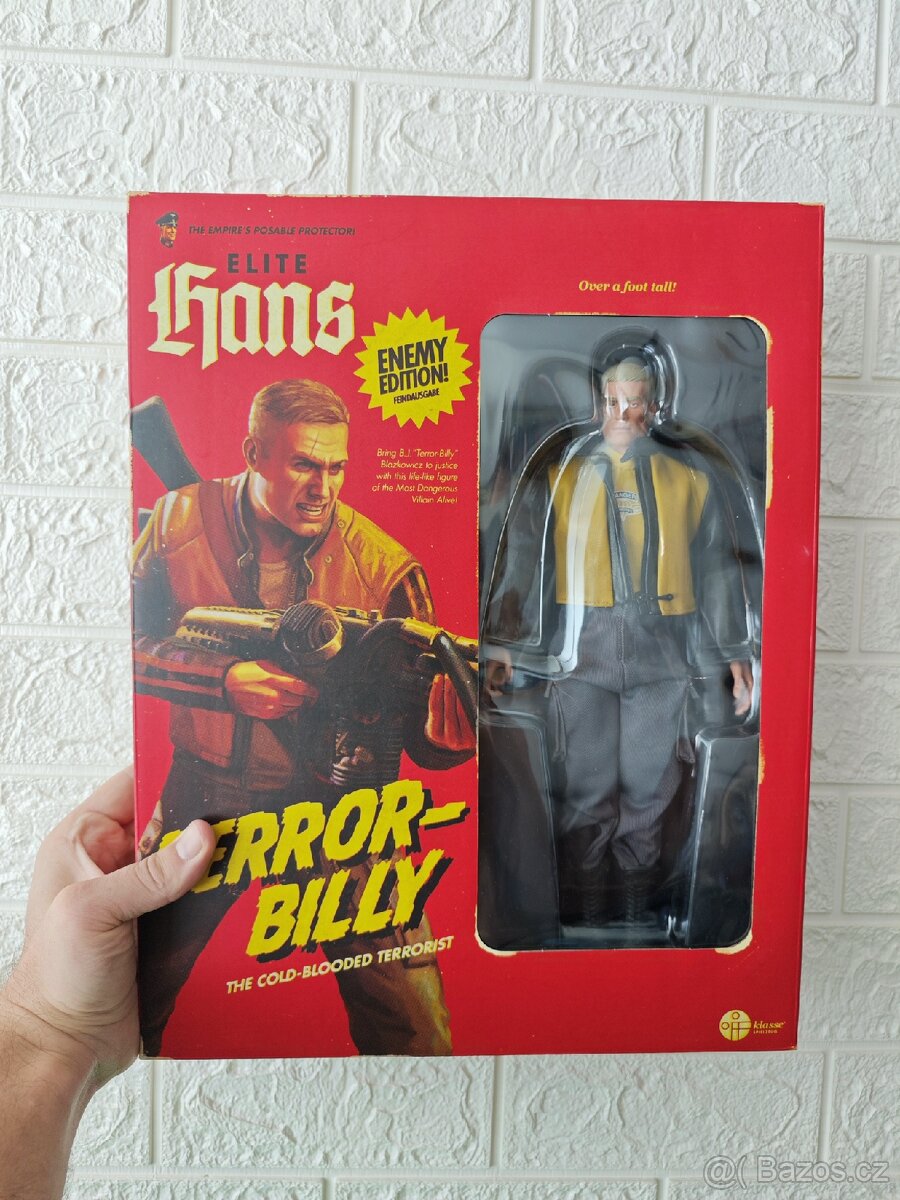 THE EMPIRE'S POSABLE PROTECTOR!
ELITE
Hans
ENEMY
EDITION!
FEINDAUSGABE
Over a foot tall!
Bring B.J. "Terror-Billy"
Blazkowicz to justice
with this life-like figure
of the Most Dangerous
Villain Alive!
TERROR-
BILLY
THE COLD-BLOODED TERRORIST
klasse
@( Bazos.cz